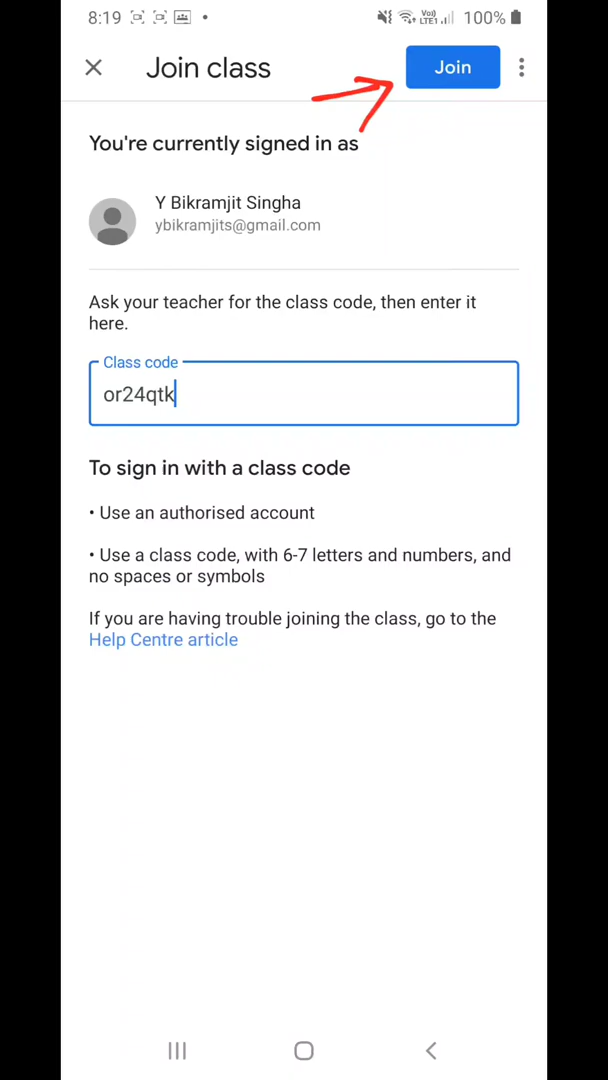 8:19 100%
Join class Join
You're currently signed in as
Y Bikramjit Singha
ybikramjits@gmail.com
Ask your teacher for the class code, then enter it
here.
Class code
or24qtk
To sign in with a class code
• Use an authorised account
• Use a class code, with 6-7 letters and numbers, and
no spaces or symbols
If you are having trouble joining the class, go to the
Help Centre article